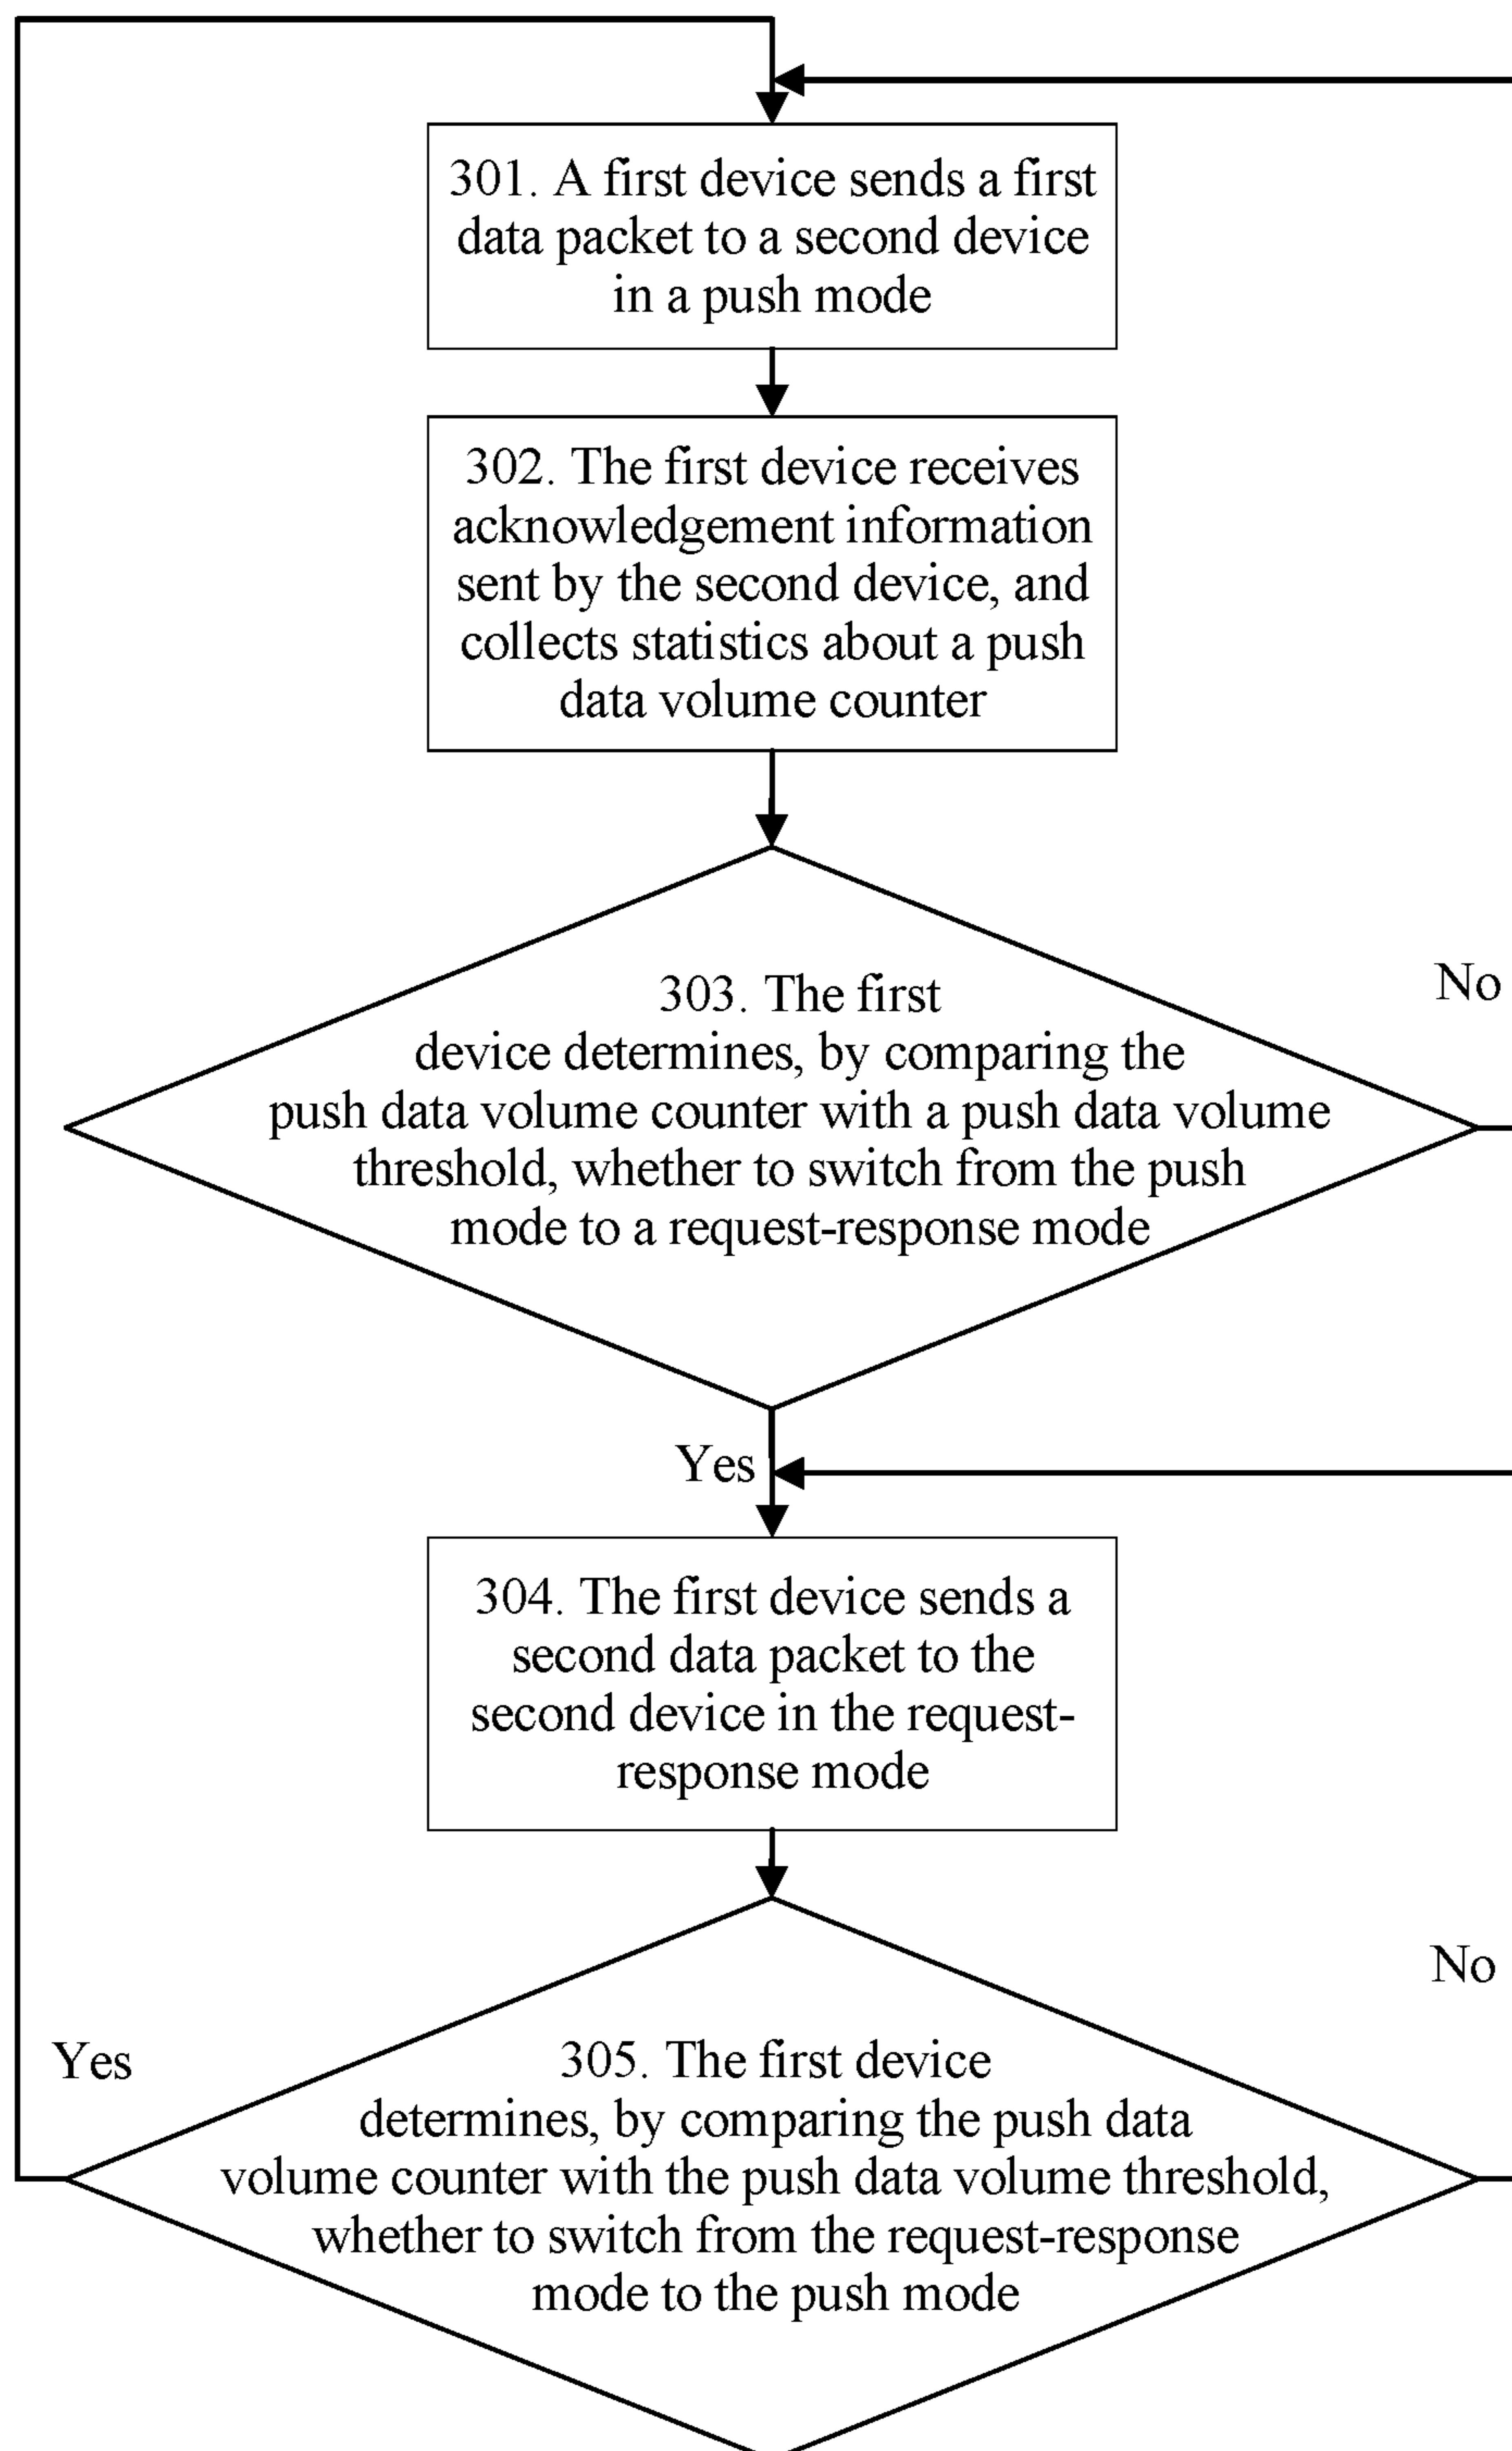 301. A first device sends a first
data packet to a second device
in a push mode
302. The first device receives
acknowledgement information
sent by the second device, and
collects statistics about a push
data volume counter
303. The first
device determines, by comparing the
push data volume counter with a push data volume
threshold, whether to switch from the push
mode to a request-response mode
No
Yes
304. The first device sends a
second data packet to the
second device in the request-
response mode
No
Yes
305. The first device
determines, by comparing the push data
volume counter with the push data volume threshold,
whether to switch from the request-response
mode to the push mode